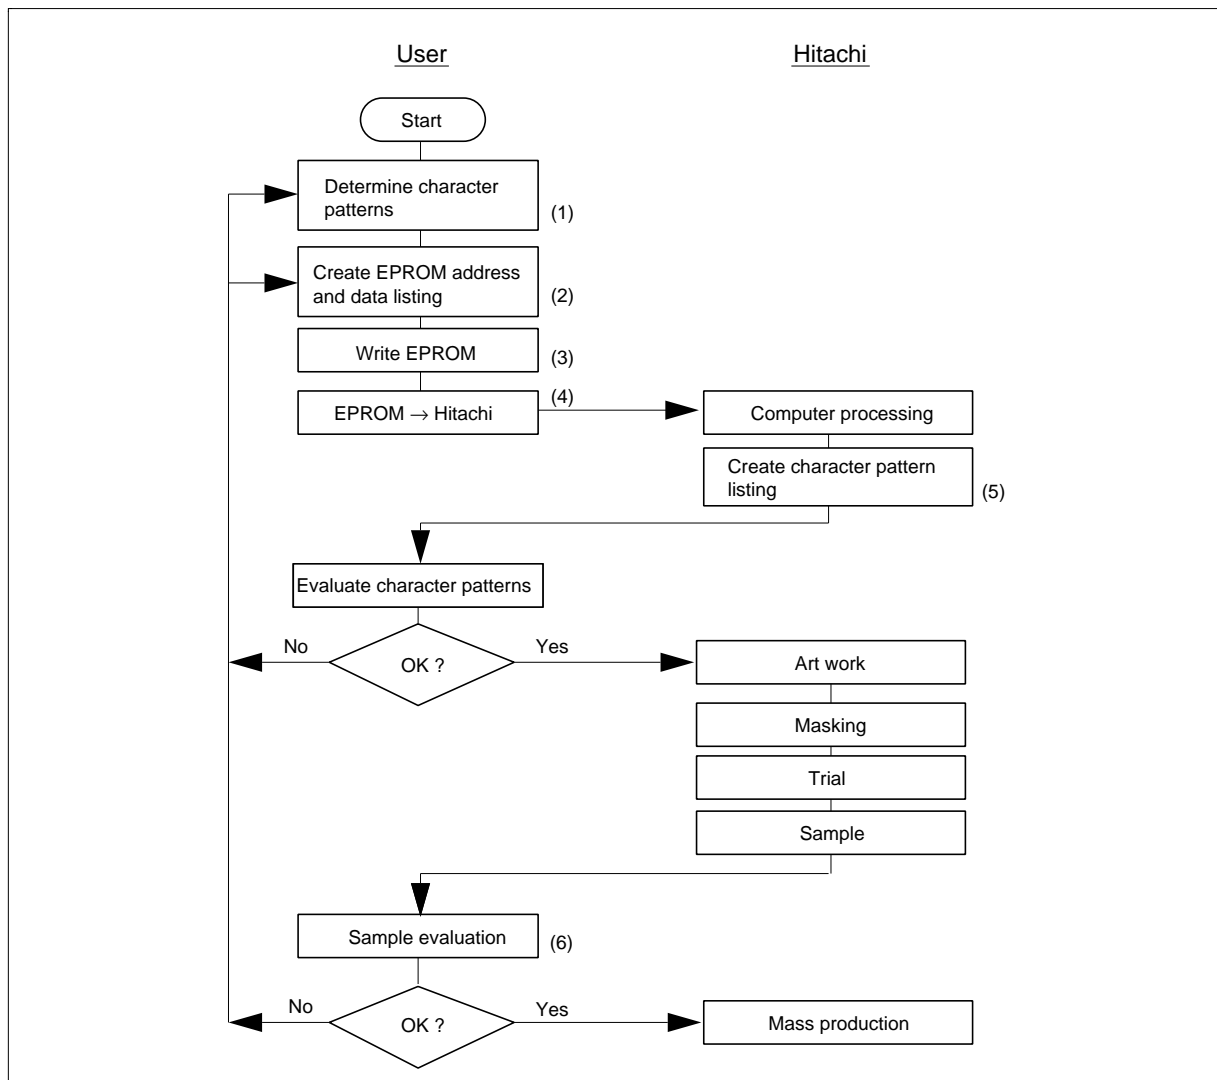 User
Hitachi
Start
Determine character
patterns
(1)
Create EPROM address
and data listing
(2)
Write EPROM
(3)
EPROM → Hitachi
(4)
Computer processing
Create character pattern
listing
(5)
Evaluate character patterns
No
OK ?
Yes
Art work
Masking
Trial
Sample
Sample evaluation
(6)
No
OK ?
Yes
Mass production